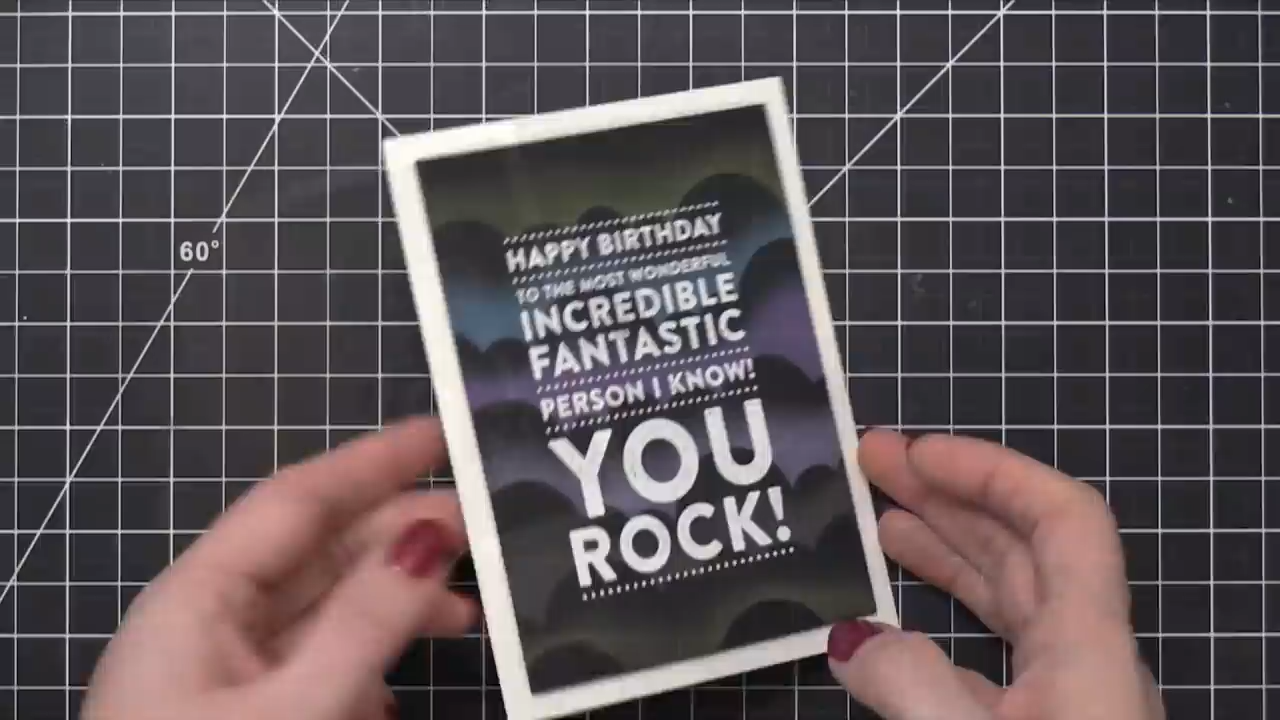 60°
HAPPY BIRTHDAY
TO THE MOST WONDERFUL
INCREDIBLE
FANTASTIC
PERSON I KNOW!
YOU
ROCK!